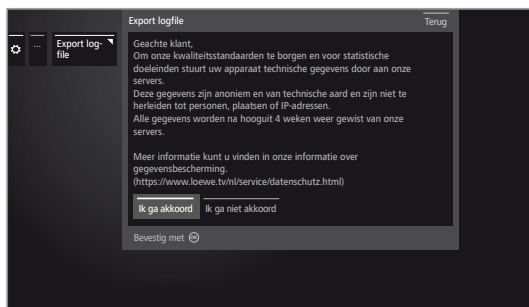 Export logfile
Terug
...
Export log-
file
Geachte klant,
Om onze kwaliteitsstandaarden te borgen en voor statistische
doeleinden stuurt uw apparaat technische gegevens door aan onze
servers.
Deze gegevens zijn anoniem en van technische aard en zijn niet te
herleiden tot personen, plaatsen of IP-adressen.
Alle gegevens worden na hooguit 4 weken weer gewist van onze
servers.
Meer informatie kunt u vinden in onze informatie over
gegevensbescherming.
(https://www.loewe.tv/nl/service/datenschutz.html)
Ik ga akkoord
Ik ga niet akkoord
Bevestig met OK